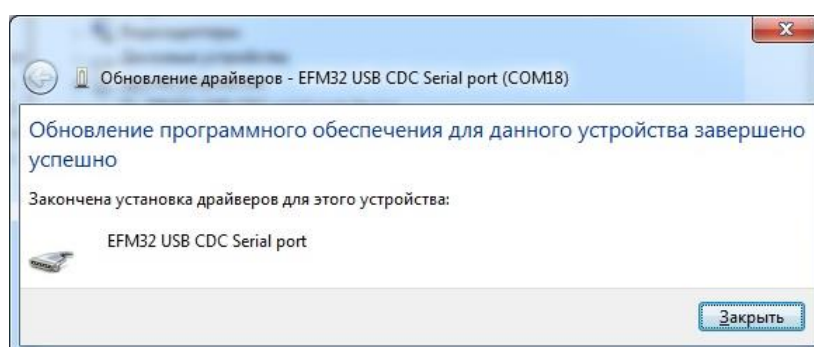 Обновление драйверов - EFM32 USB CDC Serial port (COM18)
Обновление программного обеспечения для данного устройства завершено
успешно
Закончена установка драйверов для этого устройства:
EFM32 USB CDC Serial port
Закрыть